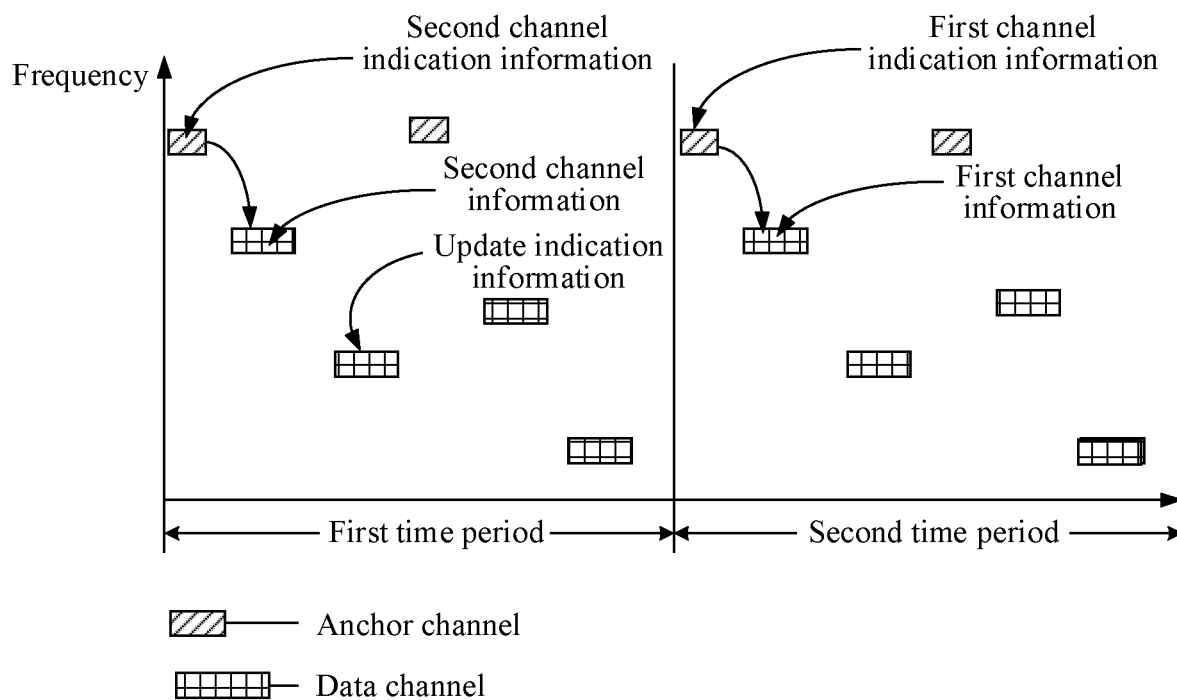 Second channel
indication information
First channel
indication information
Frequency
Second channel
information
First channel
information
Update indication
information
First time period
Second time period
Anchor channel
Data channel